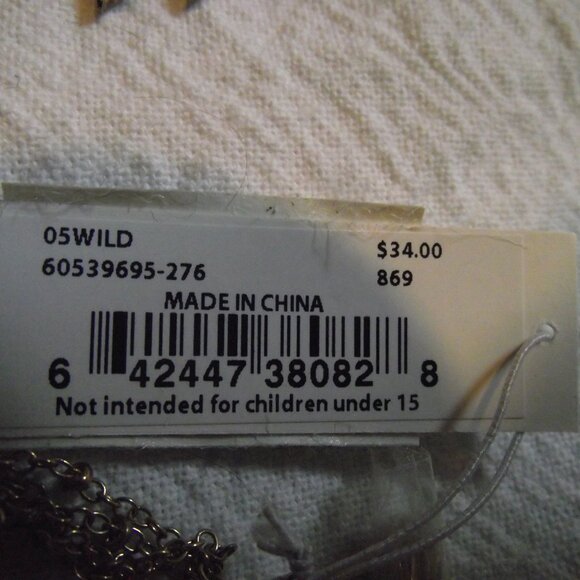 05WILD $34.00
60539695-276 869
MADE IN CHINA
6 42447 38082 8
Not intended for children under 15